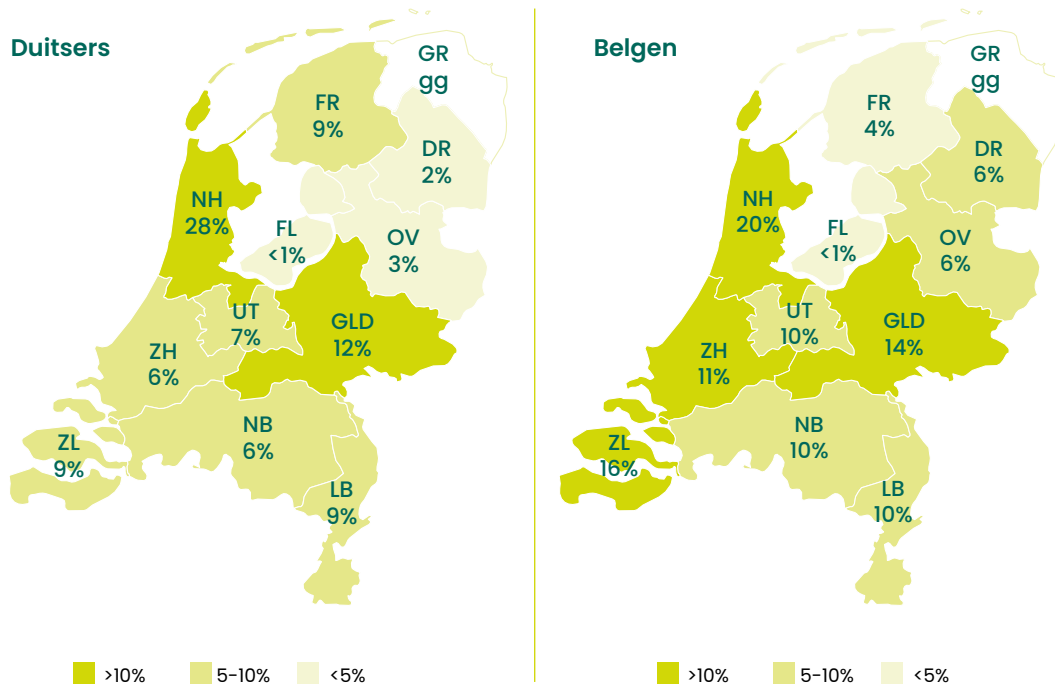 Duitsers
GR
gg
FR
9%
DR
2%
NH
28%
FL
<1%
OV
3%
UT
7%
GLD
12%
ZH
6%
NB
6%
ZL
9%
LB
9%
>10%
5-10%
<5%
Belgen
GR
gg
FR
4%
DR
6%
NH
20%
FL
<1%
OV
6%
UT
10%
GLD
14%
ZH
11%
NB
10%
ZL
16%
LB
10%
>10%
5-10%
<5%